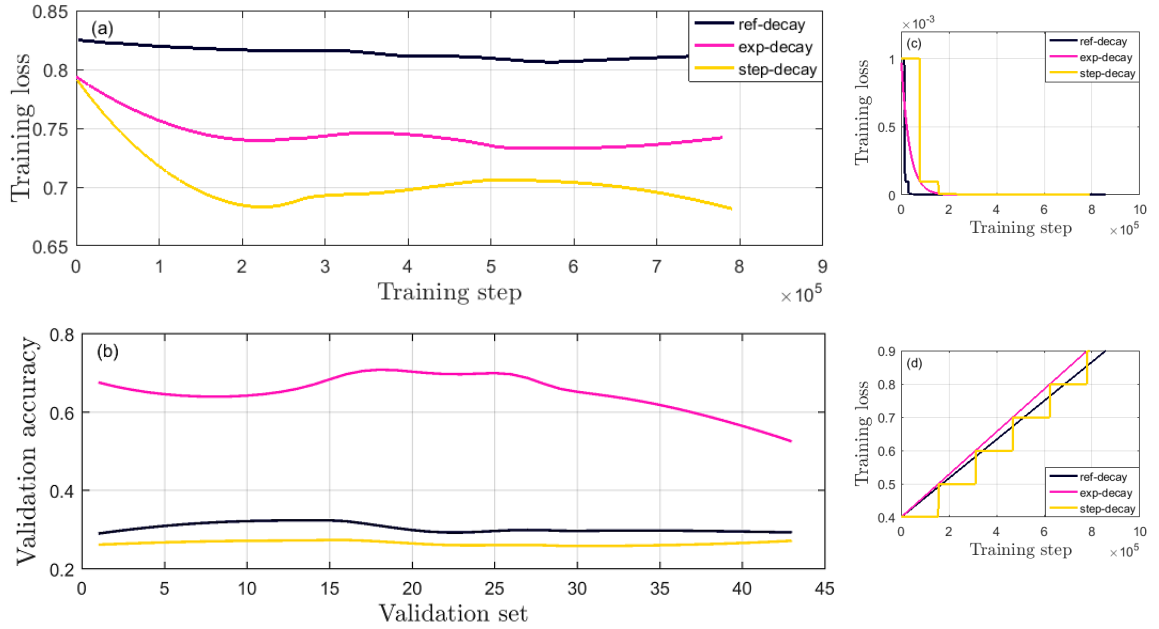 (a)
0.85
0.8
0.75
0.7
0.65
Training loss
ref-decay
exp-decay
step-decay
0 1 2 3 4 5 6 7 8 9
Training step
×10^5
(c)
×10^-3
1
0.5
0
Training loss
ref-decay
exp-decay
step-decay
0 2 4 6 8 10
Training step
×10^5
(b)
0.8
0.6
0.4
0.2
Validation accuracy
0 5 10 15 20 25 30 35 40 45
Validation set
(d)
0.9
0.8
0.7
0.6
0.5
0.4
Training loss
ref-decay
exp-decay
step-decay
0 2 4 6 8 10
Training step
×10^5